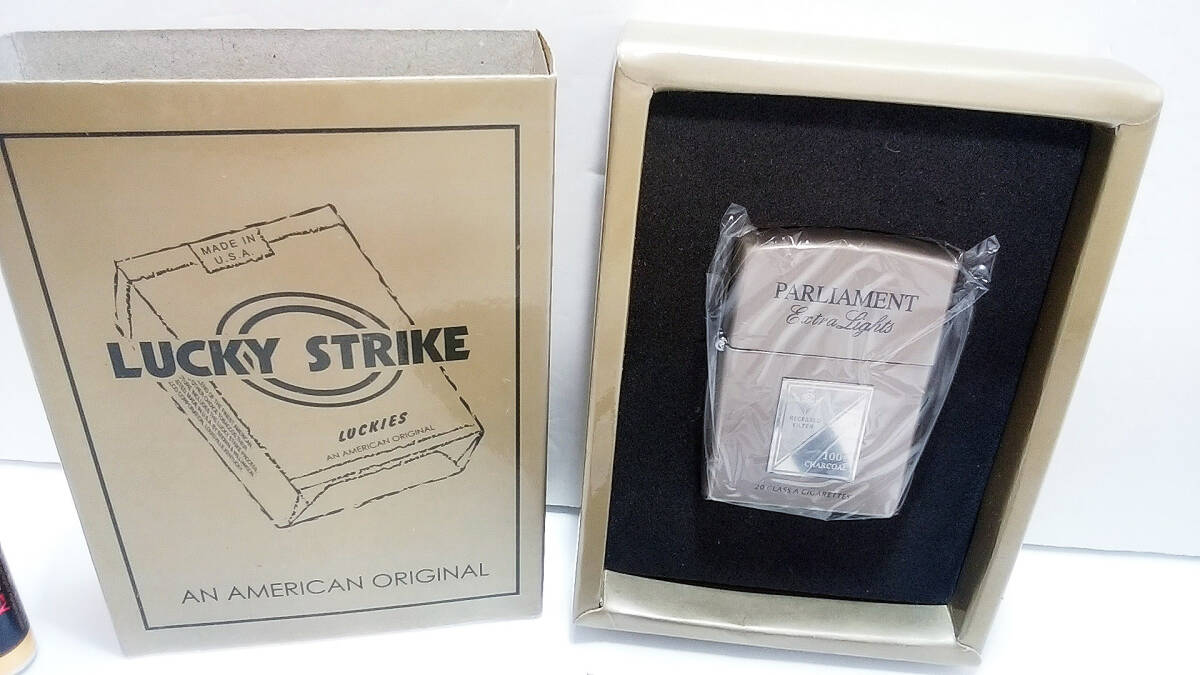 MADE IN
U.S.A.
LUCKY STRIKE
LUCKIES
AN AMERICAN ORIGINAL
AN AMERICAN ORIGINAL
PARLIAMENT
Extra Lights
RECESSED
FILTER
100
CHARCOAL
20 CLASS A CIGARETTES